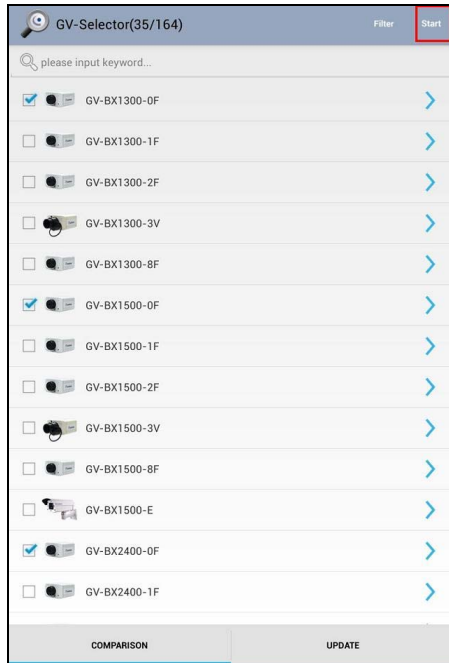 GV-Selector(35/164) Filter Start
please input keyword...
GV-BX1300-0F
GV-BX1300-1F
GV-BX1300-2F
GV-BX1300-3V
GV-BX1300-8F
GV-BX1500-0F
GV-BX1500-1F
GV-BX1500-2F
GV-BX1500-3V
GV-BX1500-8F
GV-BX1500-E
GV-BX2400-0F
GV-BX2400-1F
COMPARISON UPDATE